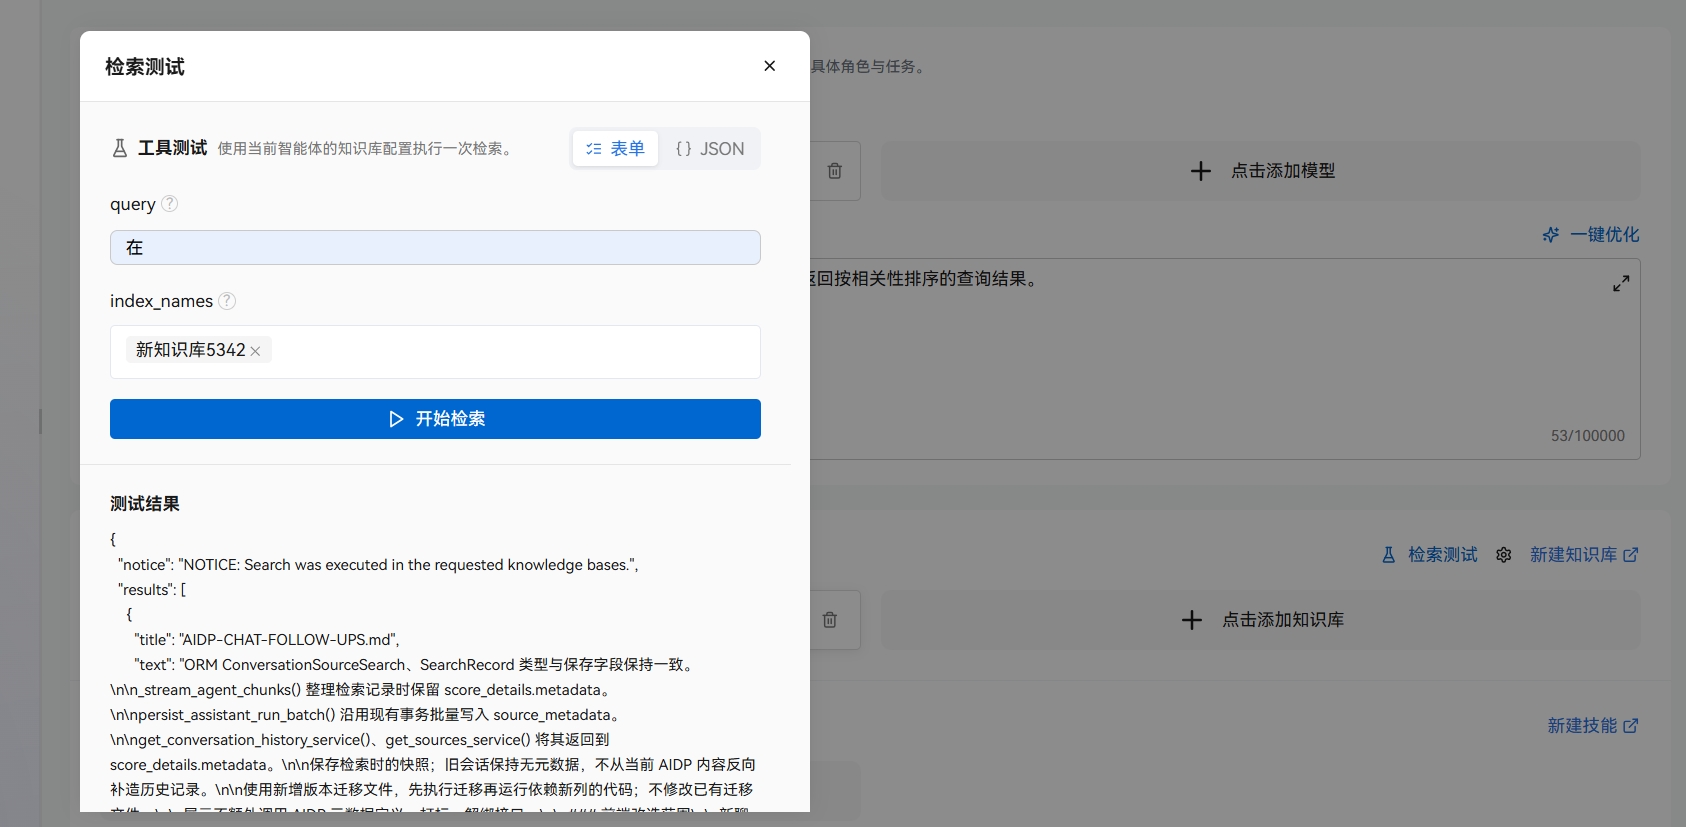 检索测试
工具测试 使用当前智能体的知识库配置执行一次检索。
表单
{} JSON
query ?
在
index_names ?
新知识库5342 ×
开始检索
测试结果
{
"notice": "NOTICE: Search was executed in the requested knowledge bases.",
"results": [
{
"title": "AIDP-CHAT-FOLLOW-UPS.md",
"text": "ORM ConversationSourceSearch、SearchRecord 类型与保存字段保持一致。
\n\n_stream_agent_chunks() 整理检索记录时保留 score_details.metadata。
\n\npersist_assistant_run_batch() 沿用现有事务批量写入 source_metadata。
\n\nget_conversation_history_service()、get_sources_service() 将其返回到
score_details.metadata。\n\n保存检索时的快照；旧会话保持无元数据，不从当前 AIDP 内容反向
补造历史记录。\n\n使用新增版本迁移文件，先执行迁移再运行依赖新列的代码；不修改已有迁移
具体角色与任务。
点击添加模型
一键优化
返回按相关性排序的查询结果。
53/100000
检索测试
新建知识库
点击添加知识库
新建技能